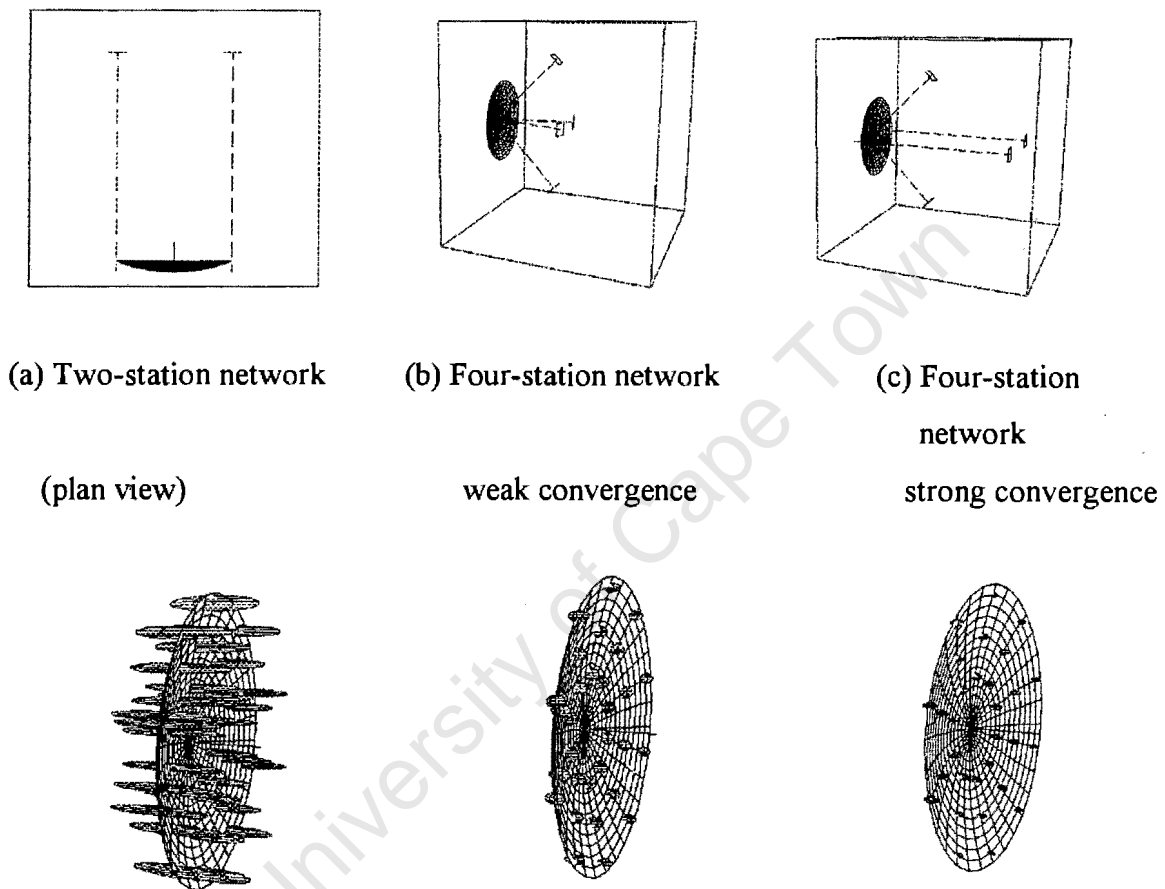 (a) Two-station network
(plan view)
(b) Four-station network
weak convergence
(c) Four-station
network
strong convergence
University of Cape Town